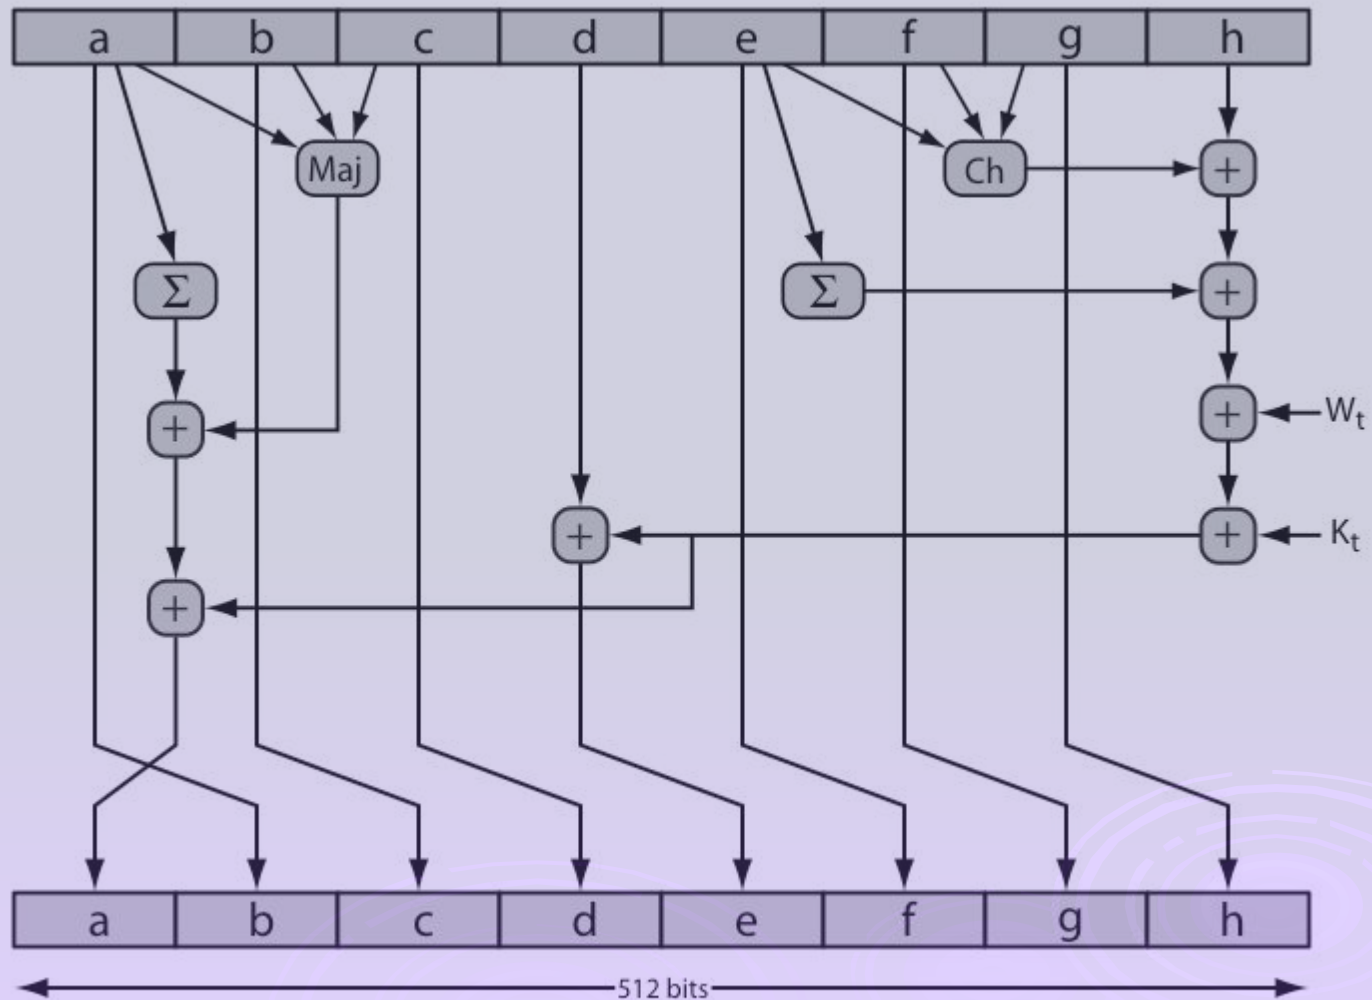 a b c d e f g h
Maj Ch +
Σ Σ +
+ + Wt
+ + Kt
+
a b c d e f g h
512 bits